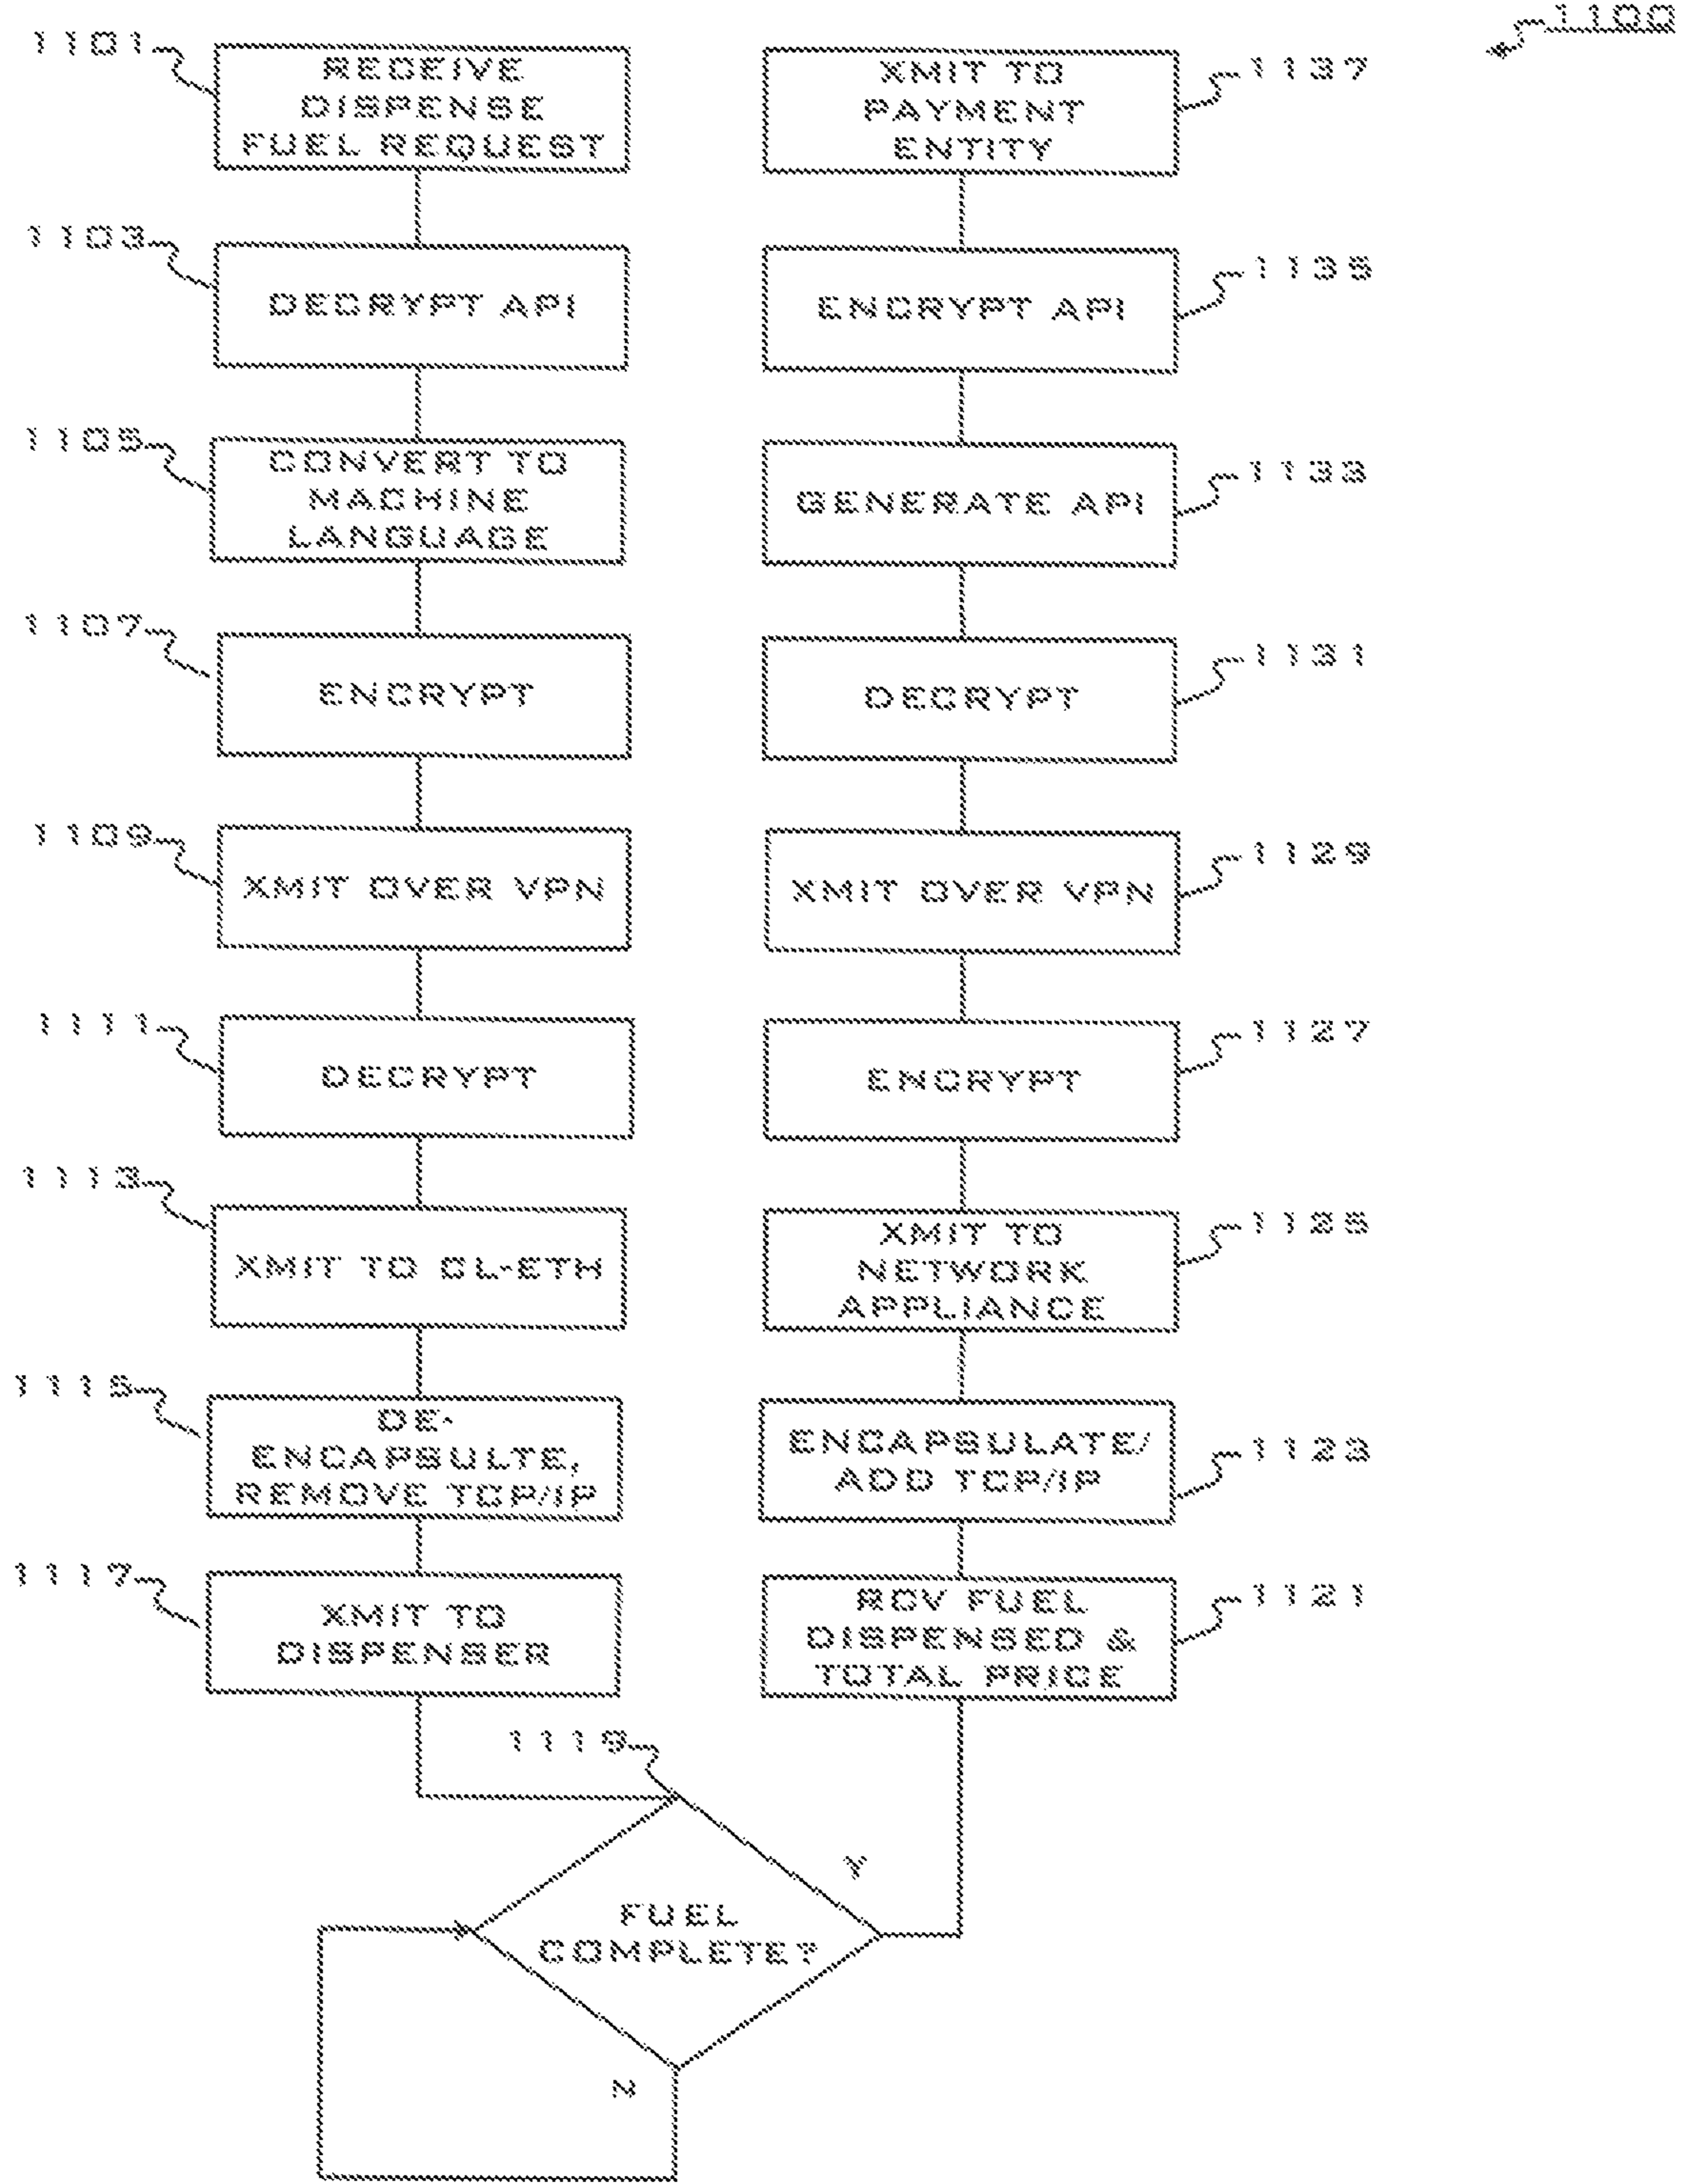 1100
1101
RECEIVE
DISPENSE
FUEL REQUEST
1103
DECRYPT API
1105
CONVERT TO
MACHINE
LANGUAGE
1107
ENCRYPT
1109
XMIT OVER VPN
1111
DECRYPT
1113
XMIT TO CL-ETH
1115
DE-
ENCAPSULTE,
REMOVE TCP/IP
1117
XMIT TO
DISPENSER
1119
FUEL
COMPLETE?
Y
N
RCV FUEL
DISPENSED &
TOTAL PRICE
1121
ENCAPSULATE/
ADD TCP/IP
1123
XMIT TO
NETWORK
APPLIANCE
1125
ENCRYPT
1127
XMIT OVER VPN
1129
DECRYPT
1131
GENERATE API
1133
ENCRYPT API
1135
XMIT TO
PAYMENT
ENTITY
1137